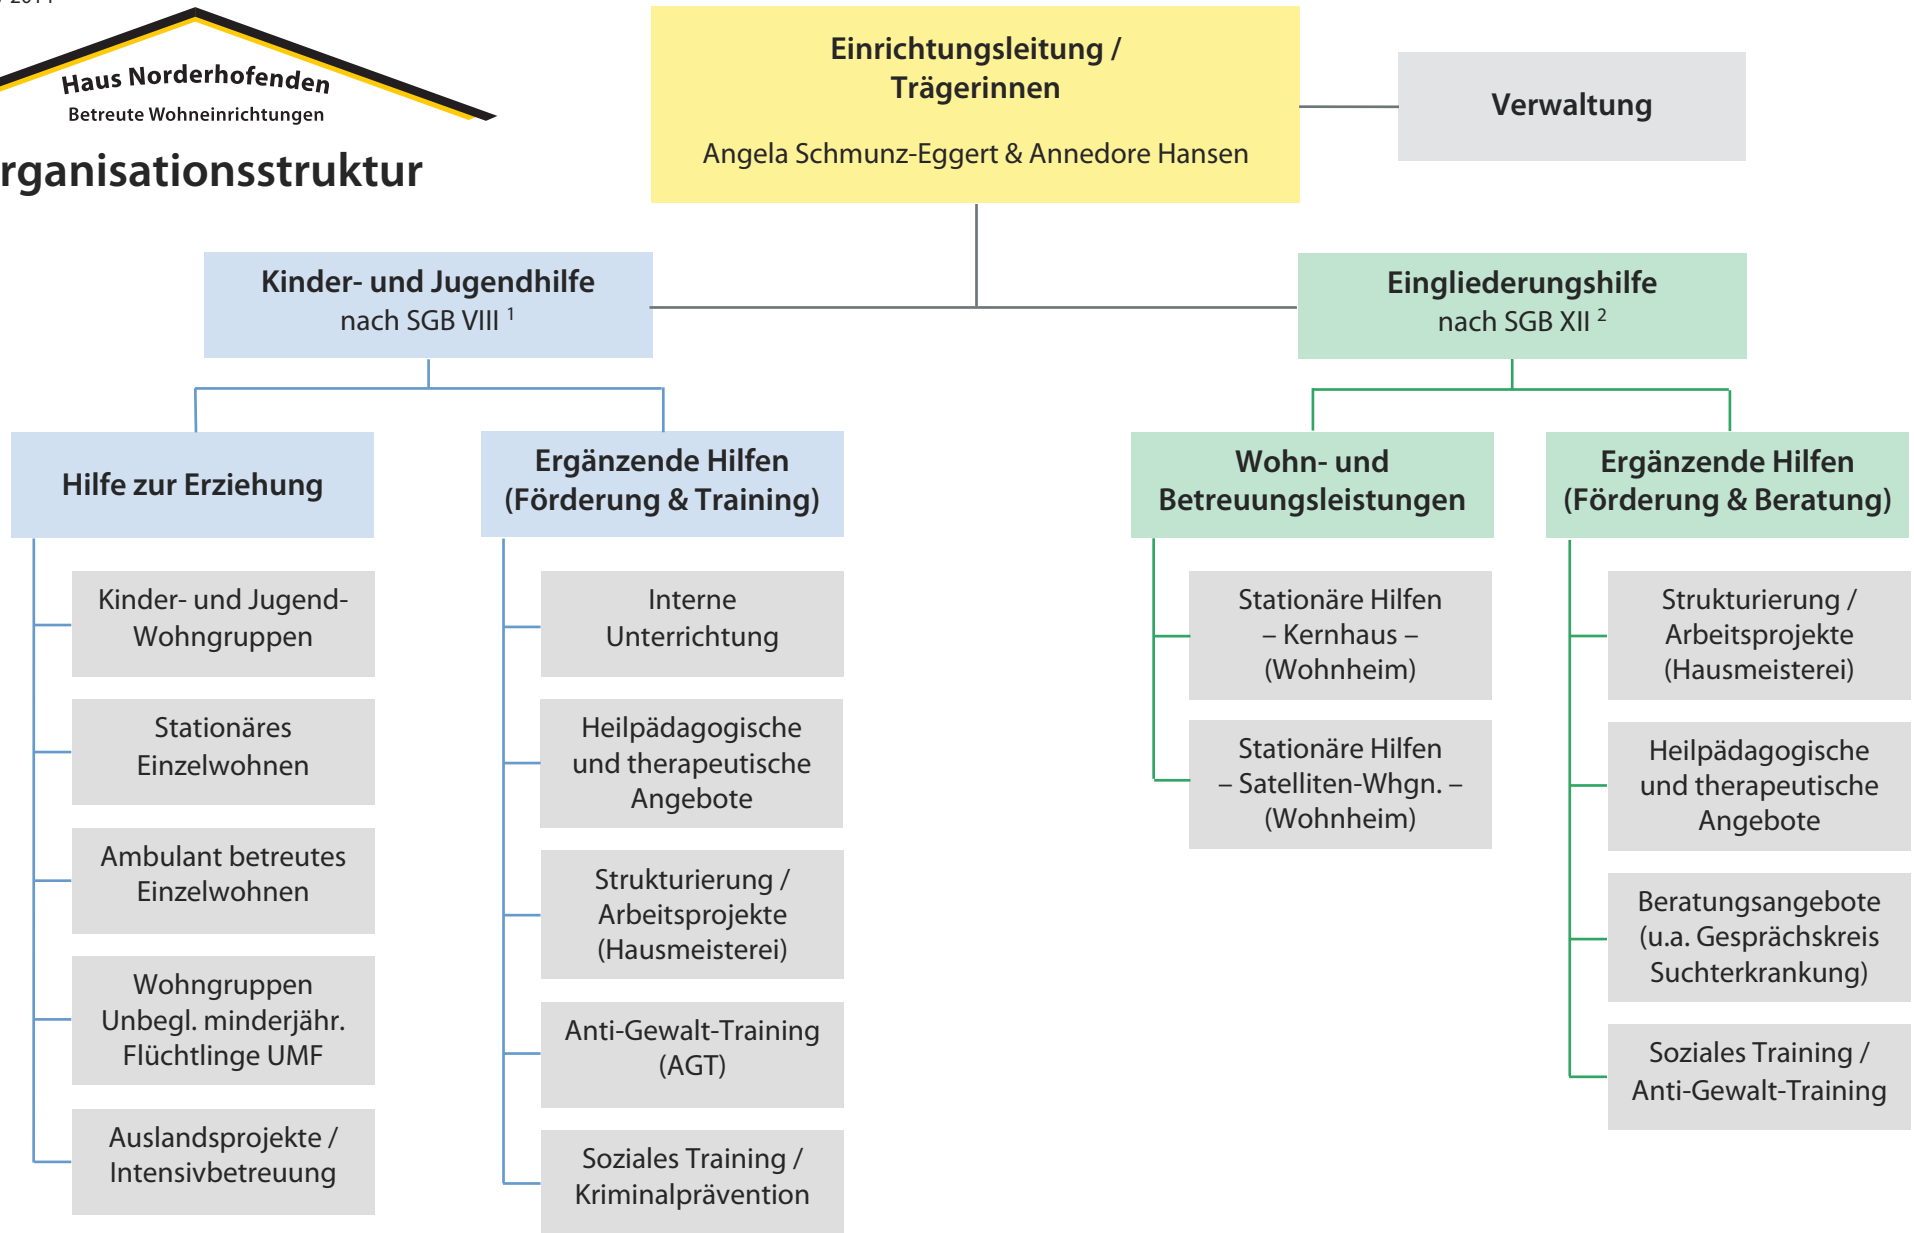 Haus Norderhofenden
Betreute Wohneinrichtungen
rganisationsstruktur
Einrichtungsleitung /
Trägerinnen
Angela Schmunz-Eggert & Annedore Hansen
Verwaltung
Kinder- und Jugendhilfe
nach SGB VIII ¹
Eingliederungshilfe
nach SGB XII ²
Hilfe zur Erziehung
Kinder- und Jugend-
Wohngruppen
Stationäres
Einzelwohnen
Ambulant betreutes
Einzelwohnen
Wohngruppen
Unbegl. minderjähr.
Flüchtlinge UMF
Auslandsprojekte /
Intensivbetreuung
Ergänzende Hilfen
(Förderung & Training)
Interne
Unterrichtung
Heilpädagogische
und therapeutische
Angebote
Strukturierung /
Arbeitsprojekte
(Hausmeisterei)
Anti-Gewalt-Training
(AGT)
Soziales Training /
Kriminalprävention
Wohn- und
Betreuungsleistungen
Stationäre Hilfen
– Kernhaus –
(Wohnheim)
Stationäre Hilfen
– Satelliten-Whgn. –
(Wohnheim)
Ergänzende Hilfen
(Förderung & Beratung)
Strukturierung /
Arbeitsprojekte
(Hausmeisterei)
Heilpädagogische
und therapeutische
Angebote
Beratungsangebote
(u.a. Gesprächskreis
Suchterkrankung)
Soziales Training /
Anti-Gewalt-Training